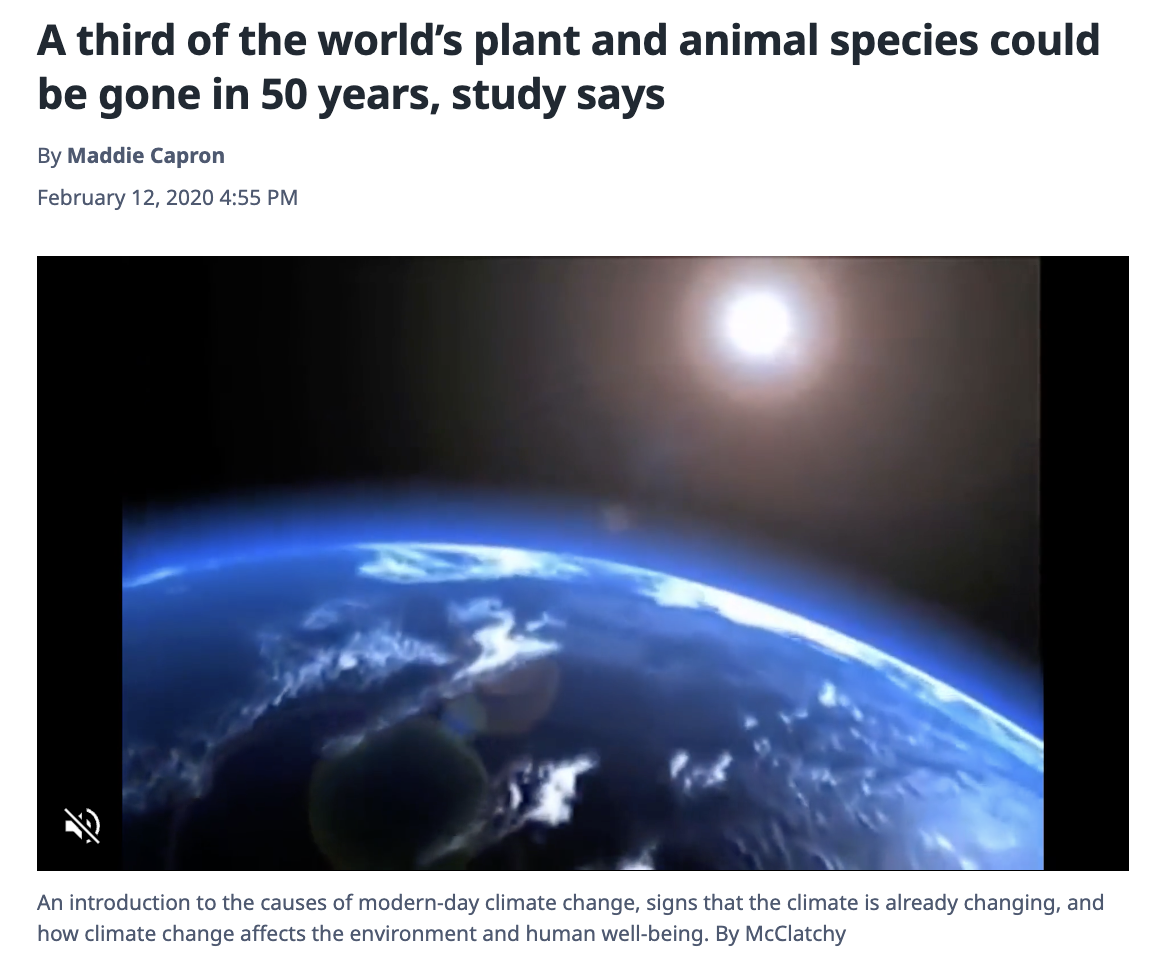 A third of the world’s plant and animal species could
be gone in 50 years, study says
By Maddie Capron
February 12, 2020 4:55 PM
An introduction to the causes of modern-day climate change, signs that the climate is already changing, and
how climate change affects the environment and human well-being. By McClatchy